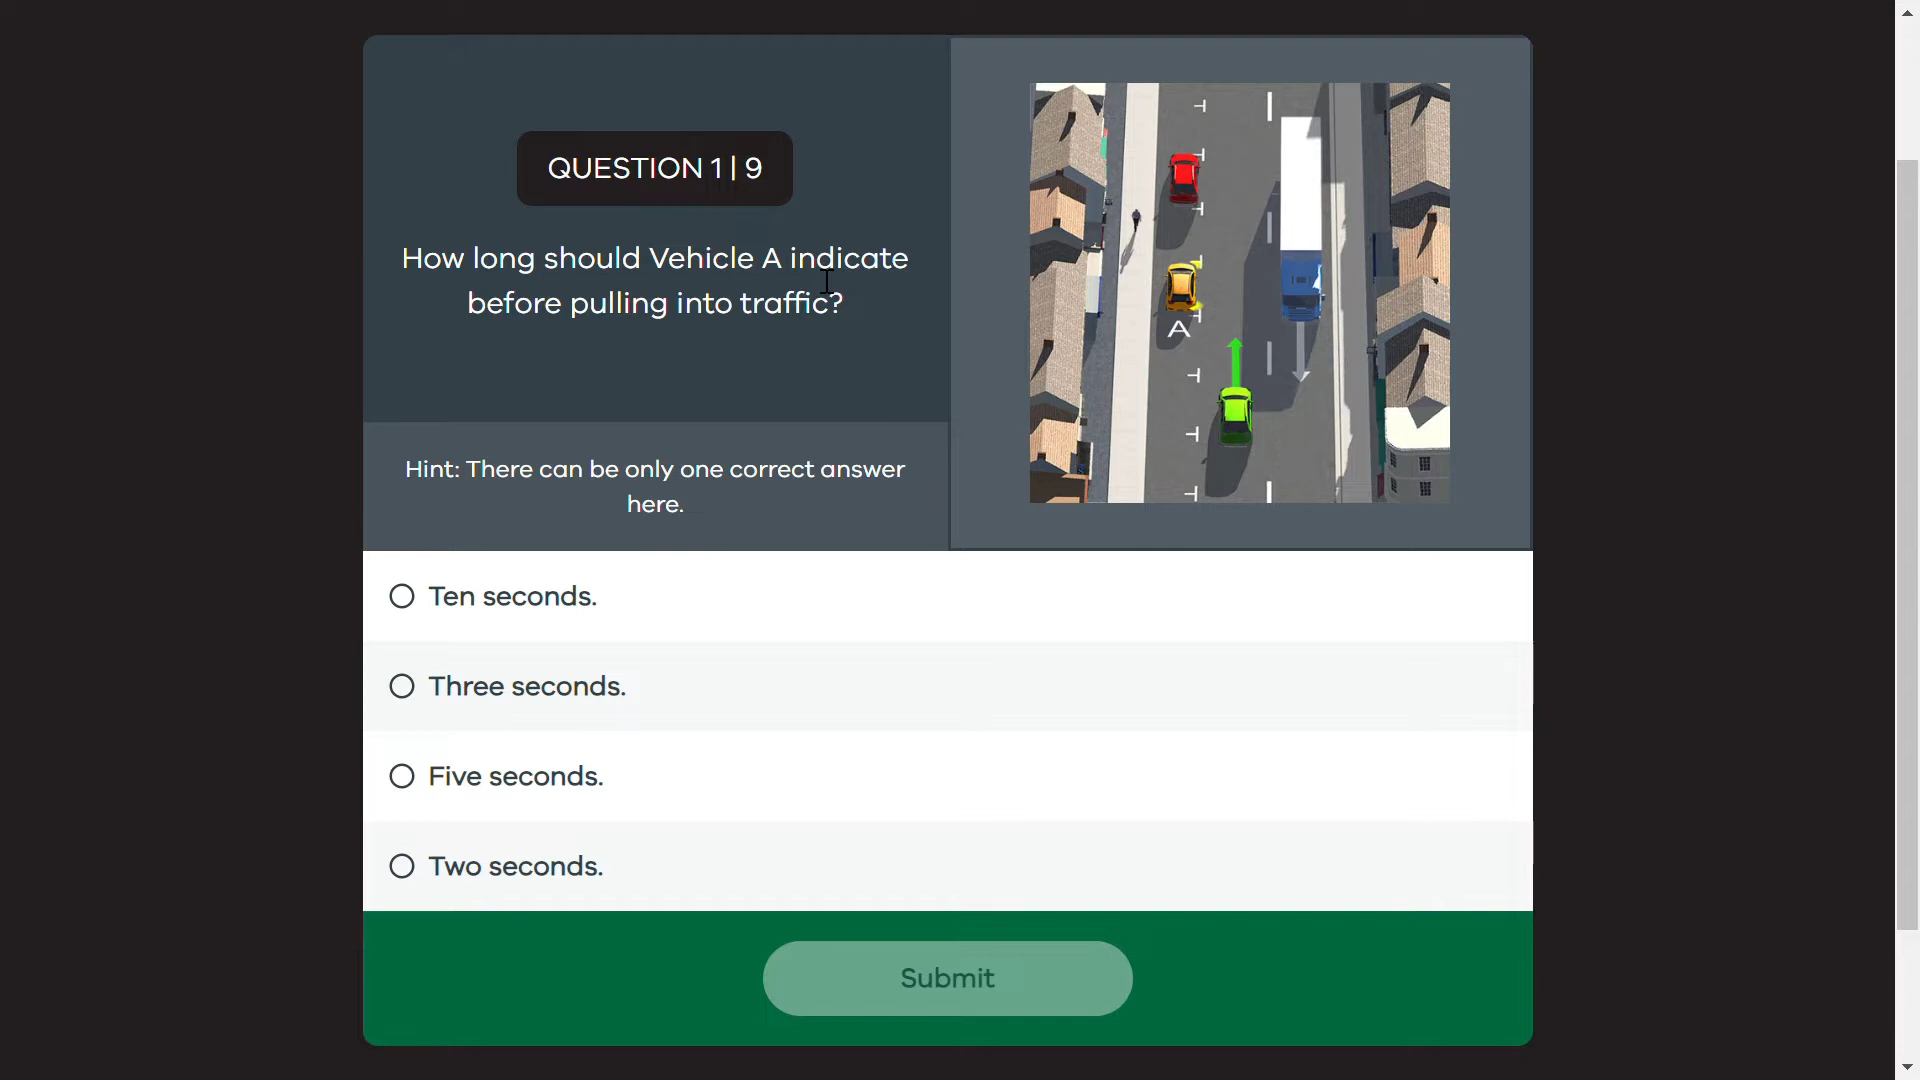 QUESTION 1 | 9
How long should Vehicle A indicate
before pulling into traffic?
Hint: There can be only one correct answer
here.
A
Ten seconds.
Three seconds.
Five seconds.
Two seconds.
Submit